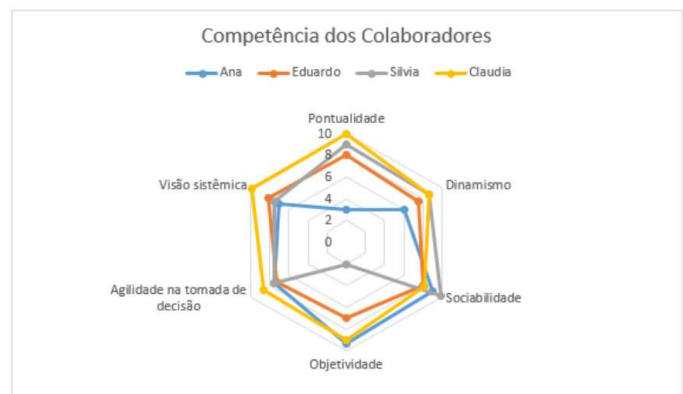 Competência dos Colaboradores
Ana Eduardo Silvia Claudia
Pontualidade
10
8
6
4
2
0
Visão sistêmica
Dinamismo
Agilidade na tomada de
decisão
Sociabilidade
Objetividade